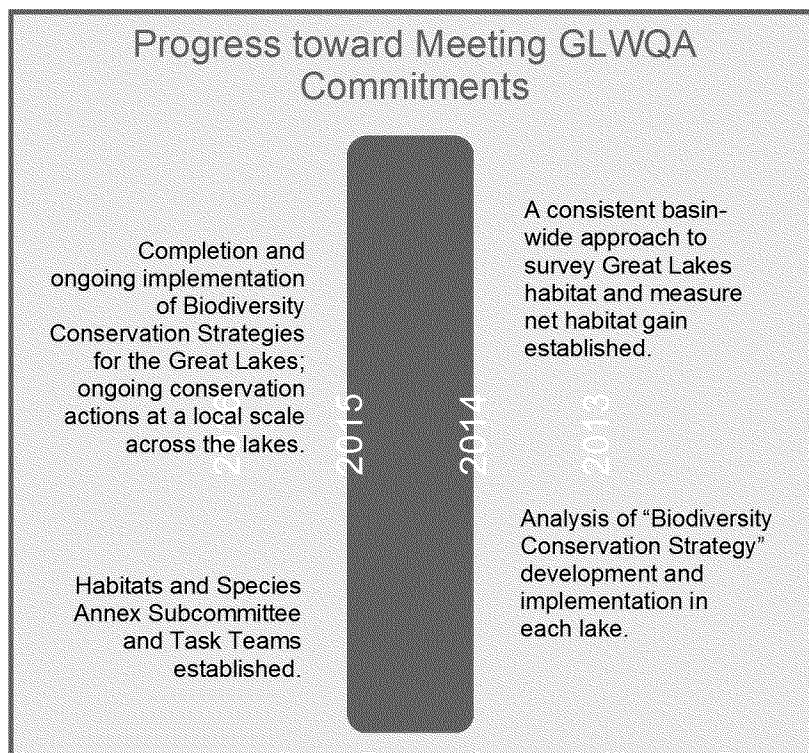 Progress toward Meeting GLWQA
Commitments
Completion and
ongoing implementation
of Biodiversity
Conservation Strategies
for the Great Lakes;
ongoing conservation
actions at a local scale
across the lakes.
Habitats and Species
Annex Subcommittee
and Task Teams
established.
2015
2014
2013
A consistent basin-
wide approach to
survey Great Lakes
habitat and measure
net habitat gain
established.
Analysis of “Biodiversity
Conservation Strategy”
development and
implementation in
each lake.